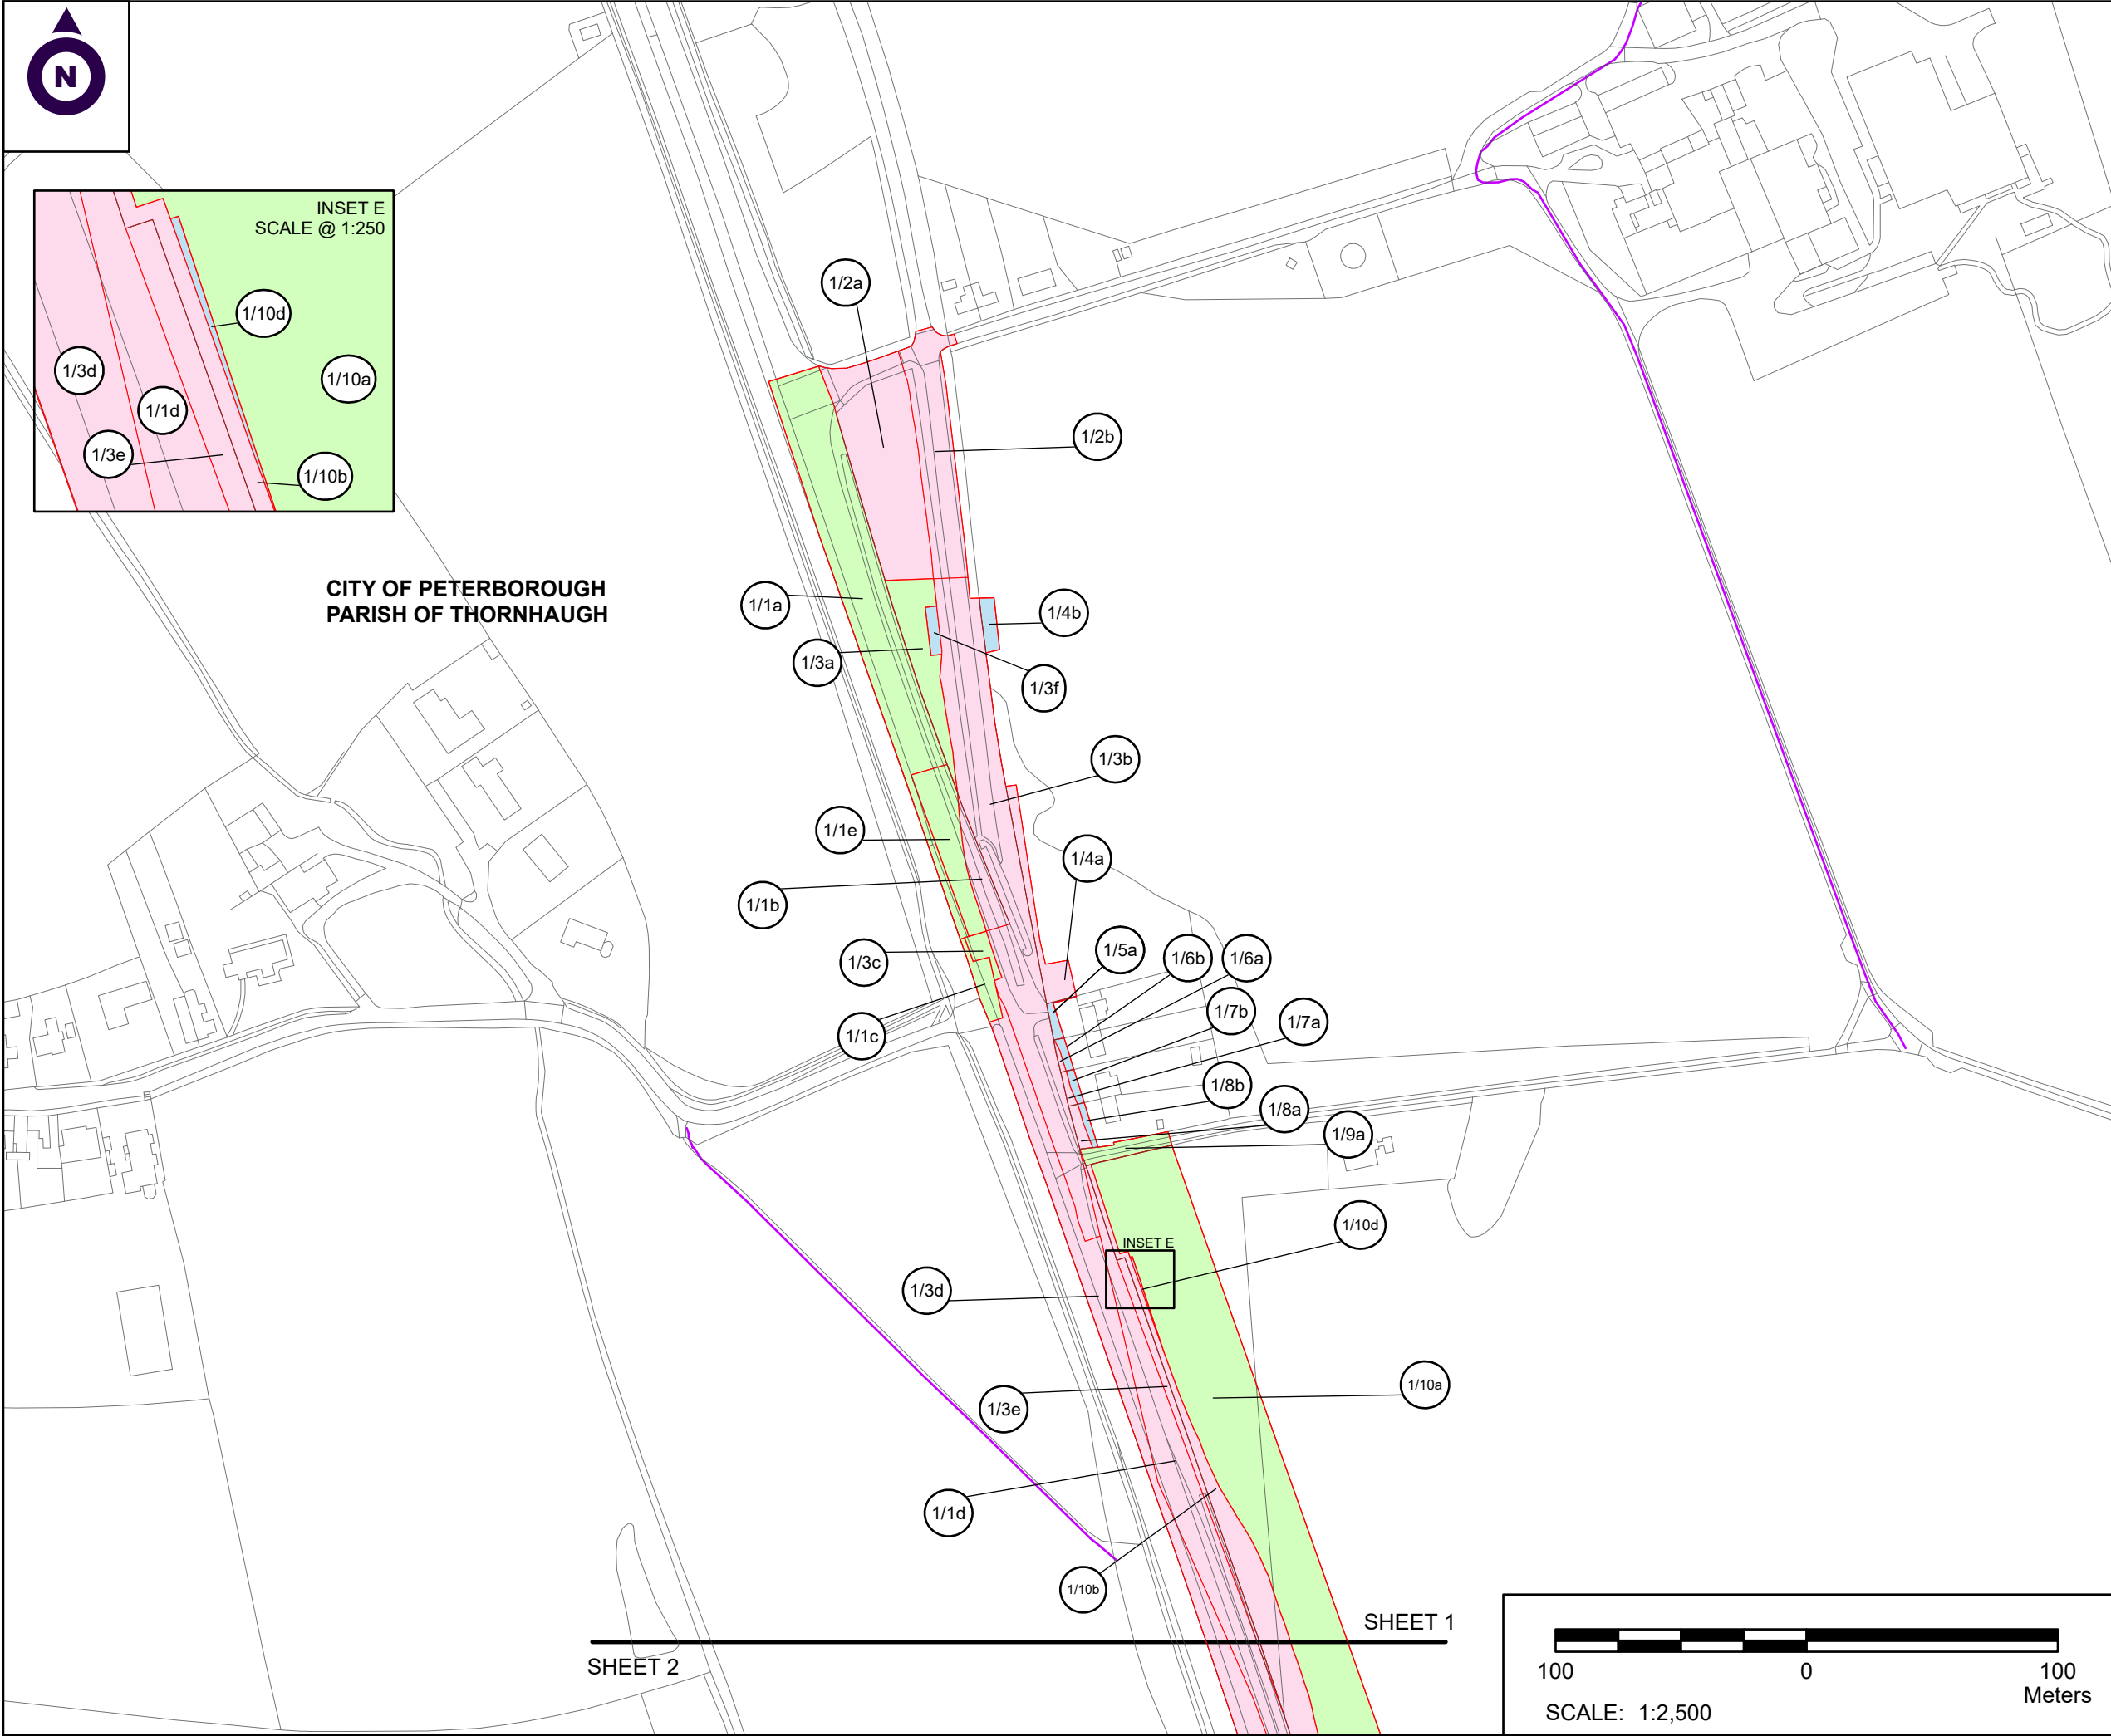 N
INSET E
SCALE @ 1:250
1/10d
1/10a
1/3d
1/1d
1/3e
1/10b
CITY OF PETERBOROUGH
PARISH OF THORNHAUGH
1/2a
1/2b
1/1a
1/4b
1/3a
1/3f
1/3b
1/1e
1/4a
1/1b
1/5a
1/6b
1/6a
1/3c
1/7b
1/7a
1/1c
1/8b
1/8a
1/9a
1/10d
INSET E
1/3d
1/10a
1/3e
1/1d
1/10b
SHEET 1
SHEET 2
100
0
100
Meters
SCALE: 1:2,500